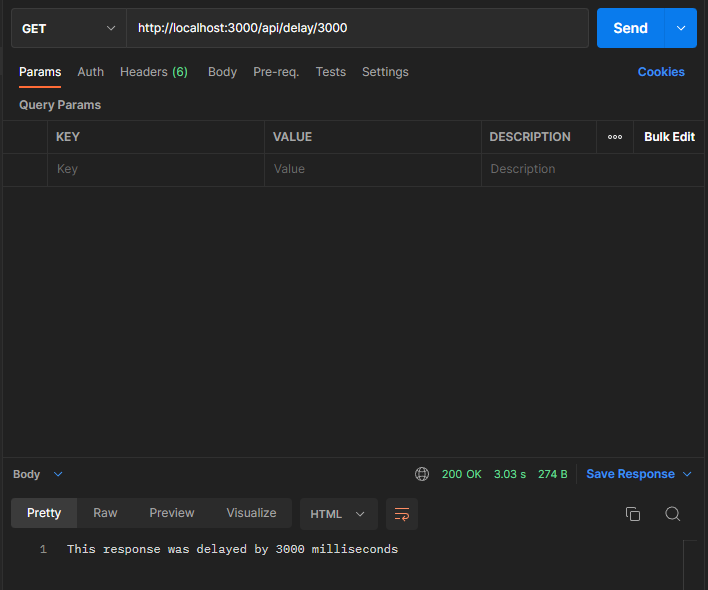 GET http://localhost:3000/api/delay/3000 Send
Params Auth Headers (6) Body Pre-req. Tests Settings Cookies
Query Params
KEY VALUE DESCRIPTION ooo Bulk Edit
Key Value Description
Body 200 OK 3.03 s 274 B Save Response
Pretty Raw Preview Visualize HTML
1 This response was delayed by 3000 milliseconds